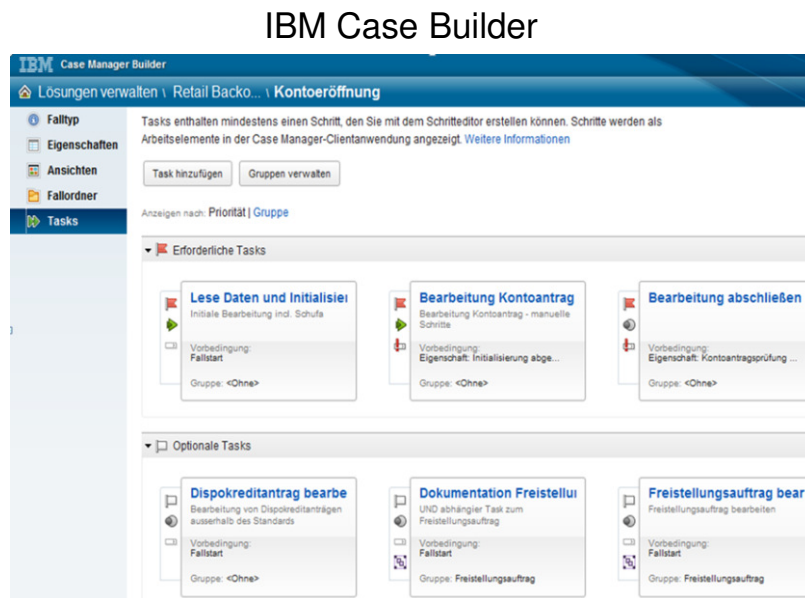 IBM Case Builder
IBM Case Manager Builder
Lösungen verwalten \ Retail Backo... \ Kontoeröffnung
Falltyp
Eigenschaften
Ansichten
Fallordner
Tasks
Tasks enthalten mindestens einen Schritt, den Sie mit dem Schritteditor erstellen können. Schritte werden als
Arbeitselemente in der Case Manager-Clientanwendung angezeigt. Weitere Informationen
Task hinzufügen Gruppen verwalten
Anzeigen nach: Priorität | Gruppe
Erforderliche Tasks
Lese Daten und Initialisier
Initiale Bearbeitung incl. Schufa
Vorbedingung:
Fallstart
Gruppe: <Ohne>
Bearbeitung Kontoantrag
Bearbeitung Kontoantrag - manuelle
Schritte
Vorbedingung:
Eigenschaft: Initialisierung abge...
Gruppe: <Ohne>
Bearbeitung abschließen
Vorbedingung:
Eigenschaft: Kontoantragsprüfung ...
Gruppe: <Ohne>
Optionale Tasks
Dispokreditantrag bearbe
Bearbeitung von Dispokreditanträgen
ausserhalb des Standards
Vorbedingung:
Fallstart
Gruppe: <Ohne>
Dokumentation Freistellu
UND abhängier Task zum
Freistellungsauftrag
Vorbedingung:
Fallstart
Gruppe: Freistellungsauftrag
Freistellungsauftrag bear
Freistellungsauftrag bearbeiten
Vorbedingung:
Fallstart
Gruppe: Freistellungsauftrag